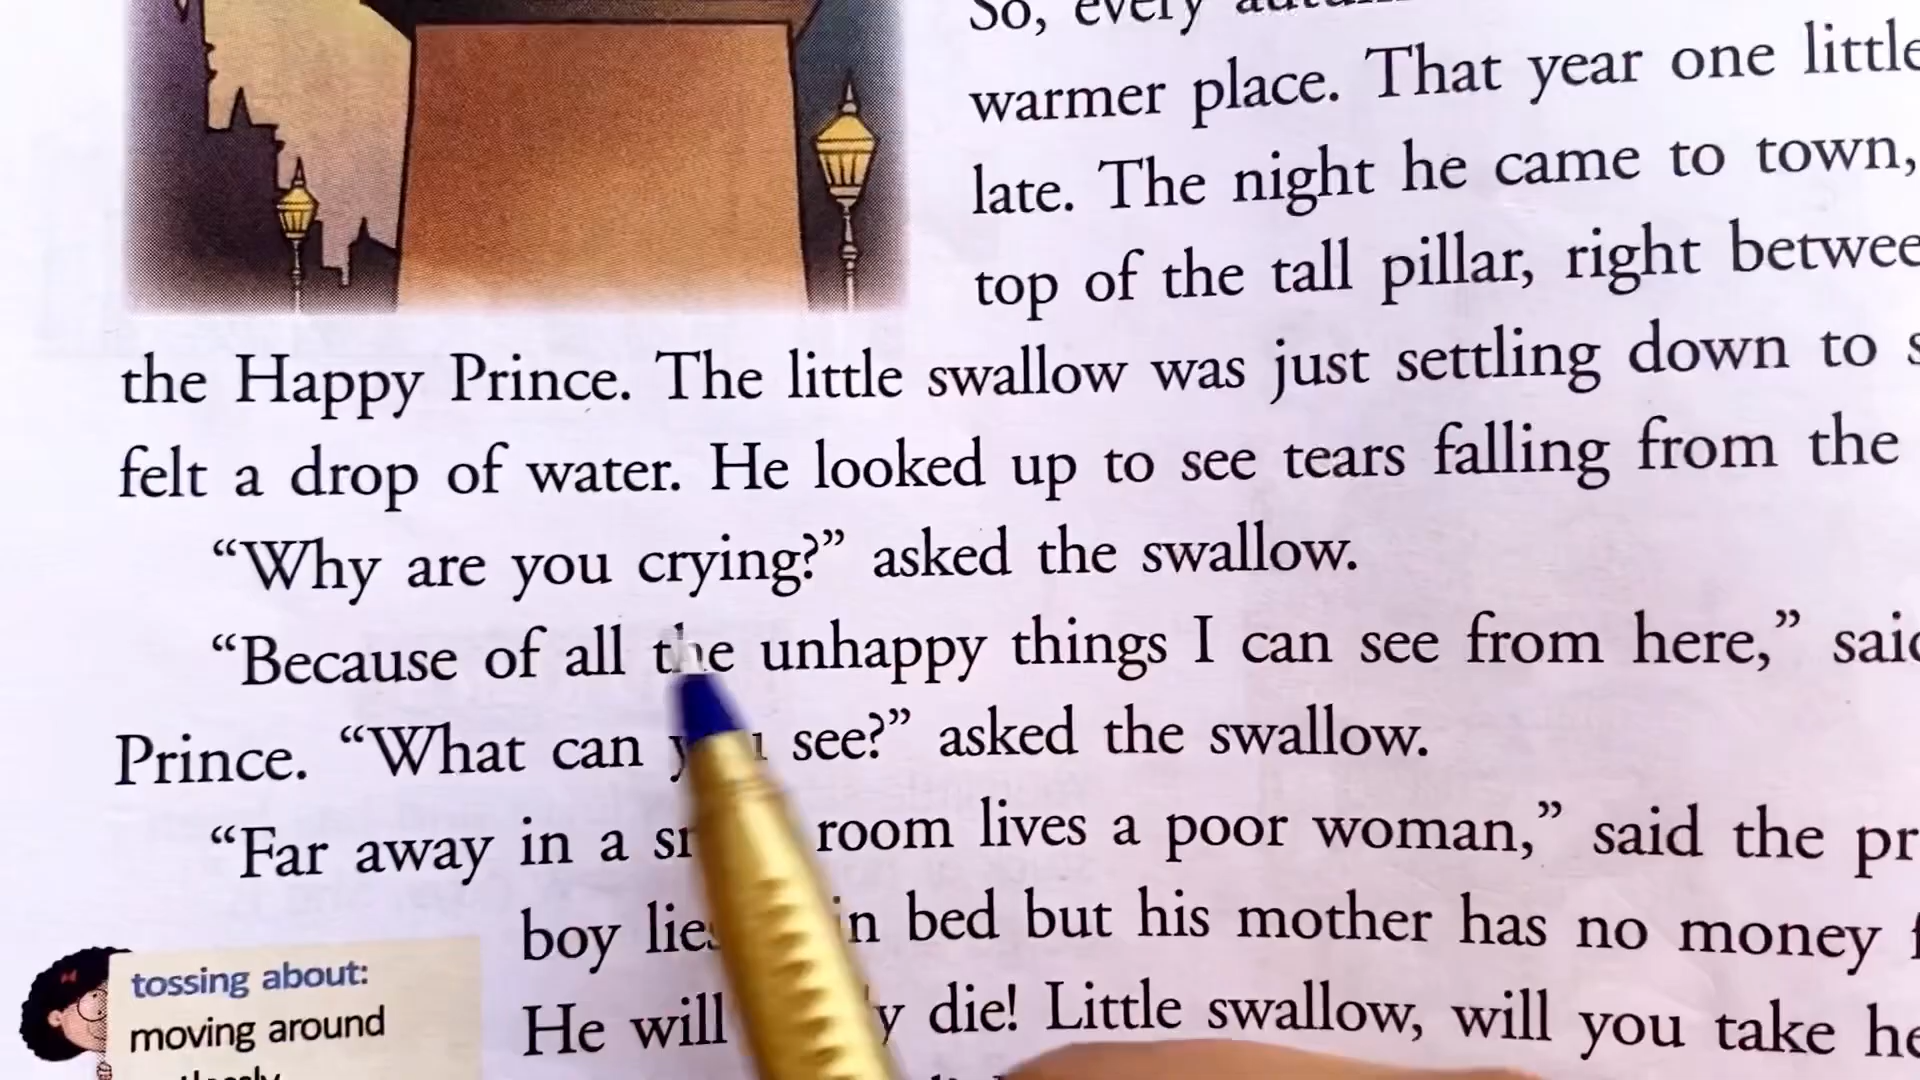 So, every
warmer place. That year one little
late. The night he came to town,
top of the tall pillar, right
the Happy Prince. The little swallow was just settling down to
felt a drop of water. He looked up to see tears falling from the
“Why are you crying?” asked the swallow.
“Because of all the unhappy things I can see from here,”
Prince. “What can you see?” asked the swallow.
“Far away in a room lives a poor woman,” said the
boy in bed but his mother has no money
He will die! Little swallow, will you take
tossing about:
moving around